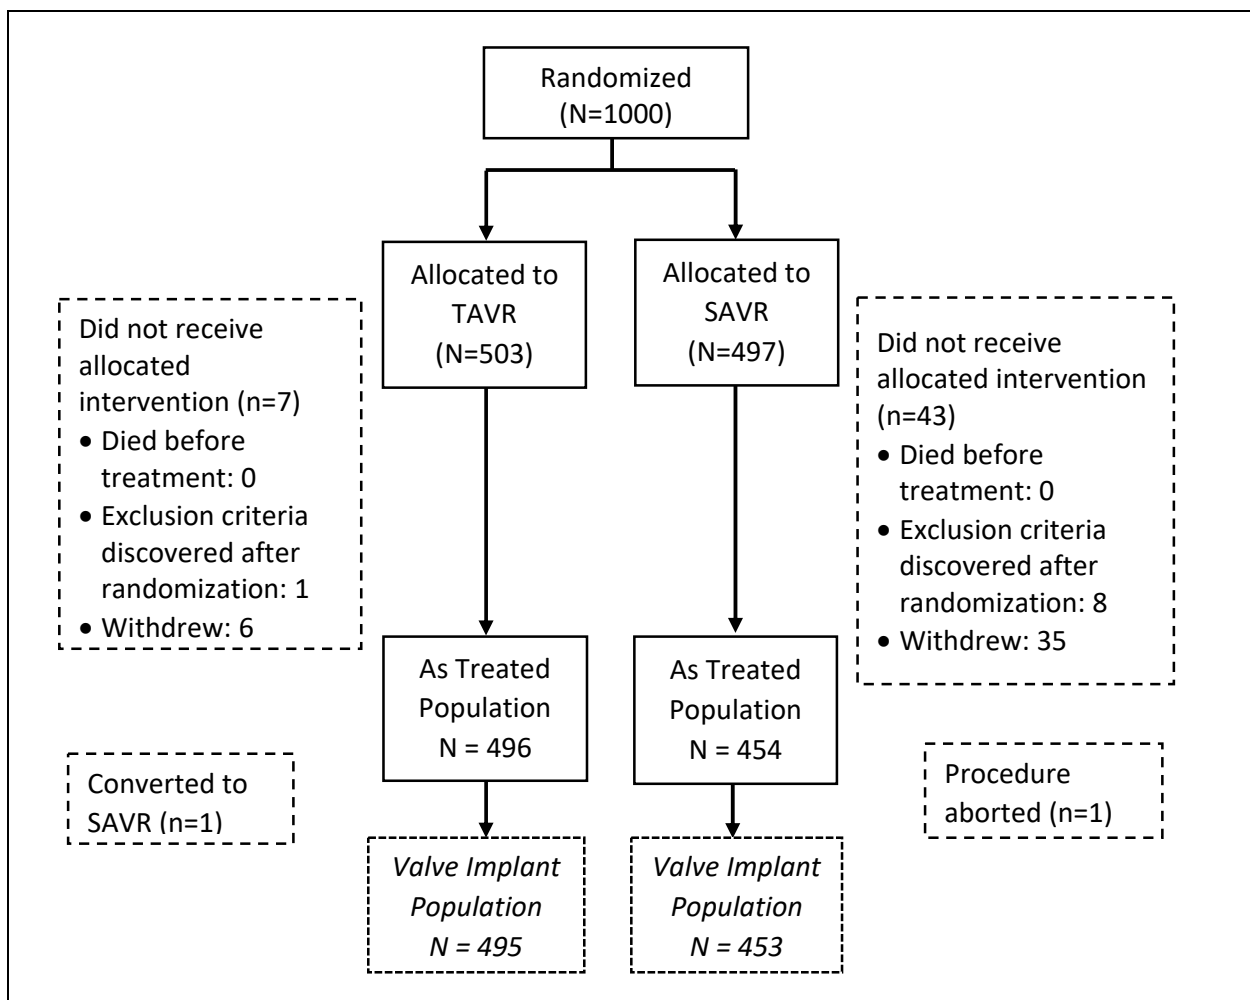 Randomized
(N=1000)
Allocated to
TAVR
(N=503)
Allocated to
SAVR
(N=497)
Did not receive
allocated
intervention (n=7)
• Died before
treatment: 0
• Exclusion criteria
discovered after
randomization: 1
• Withdrew: 6
Did not receive
allocated intervention
(n=43)
• Died before
treatment: 0
• Exclusion criteria
discovered after
randomization: 8
• Withdrew: 35
As Treated
Population
N = 496
As Treated
Population
N = 454
Converted to
SAVR (n=1)
Procedure
aborted (n=1)
Valve Implant
Population
N = 495
Valve Implant
Population
N = 453